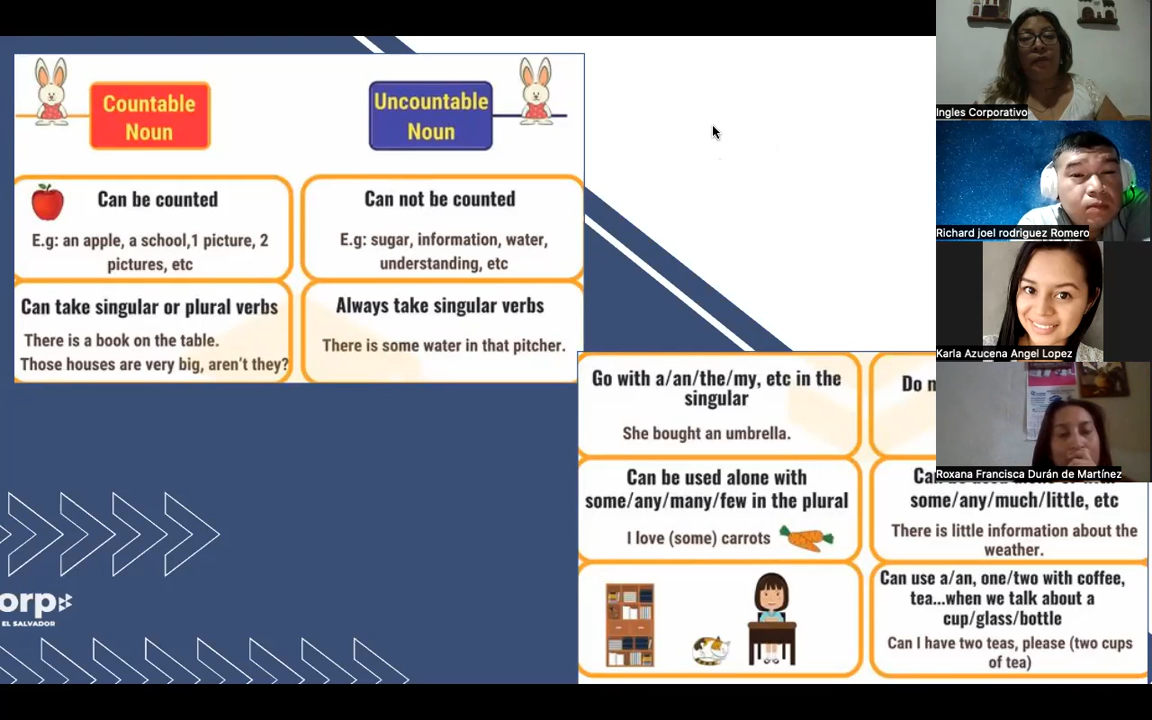 Countable
Noun
Uncountable
Noun
Can be counted
E.g: an apple, a school,1 picture, 2
pictures, etc
Can not be counted
E.g: sugar, information, water,
understanding, etc
Can take singular or plural verbs
There is a book on the table.
Those houses are very big, aren't they?
Always take singular verbs
There is some water in that pitcher.
Go with a/an/the/my, etc in the
singular
She bought an umbrella.
Do
Can be used alone with
some/any/many/few in the plural
I love (some) carrots
some/any/much/little, etc
There is little information about the
weather.
Can use a/an, one/two with coffee,
tea...when we talk about a
cup/glass/bottle
Can I have two teas, please (two cups
of tea)
orp
EL SALVADOR
Ingles Corporativo
Richard joel rodriguez Romero
Karla Azucena Angel Lopez
Roxana Francisca Durán de Martínez